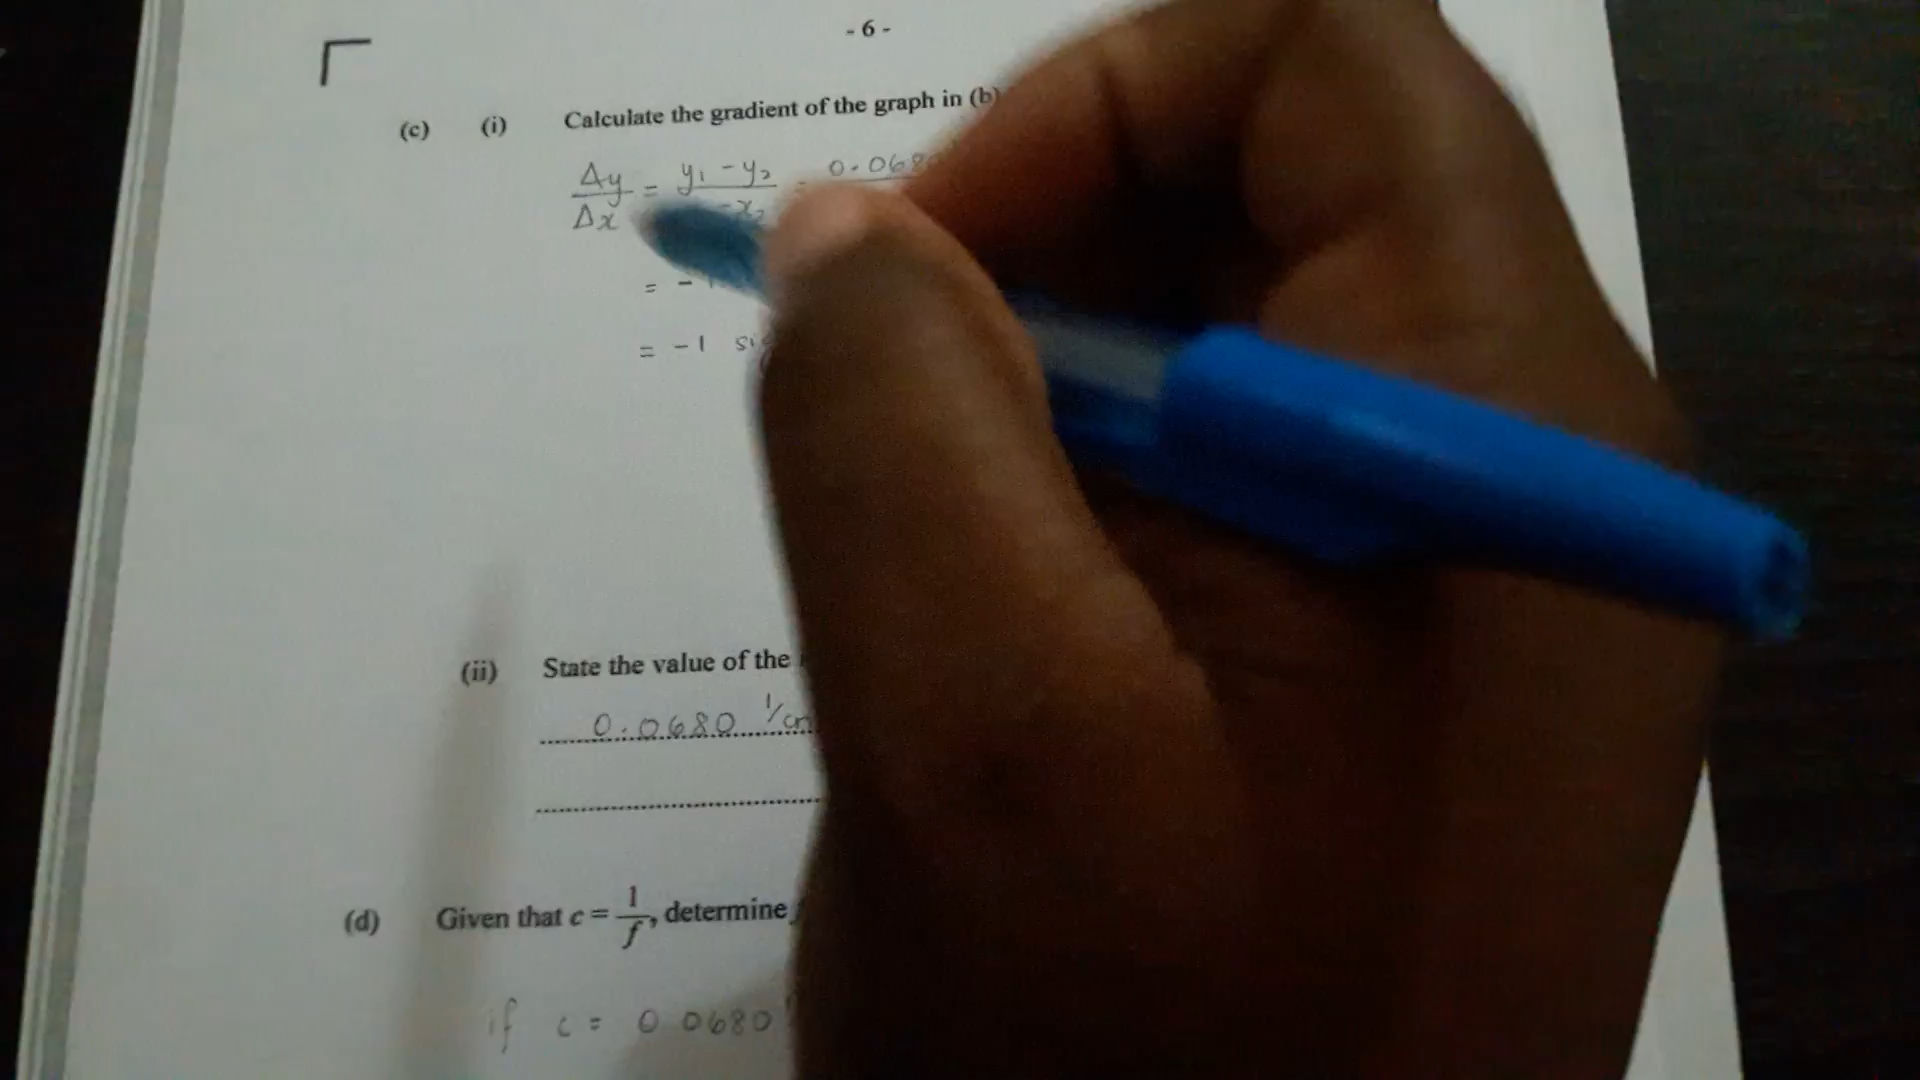 - 6 -
(c) (i) Calculate the gradient of the graph in (b)
Δy/Δx = y₁ - y₂ / - x₂ = 0.068
= -
= - 1
(ii) State the value of the
0.0680 1/cm
(d) Given that c = 1/f, determine
if c = 0 0680